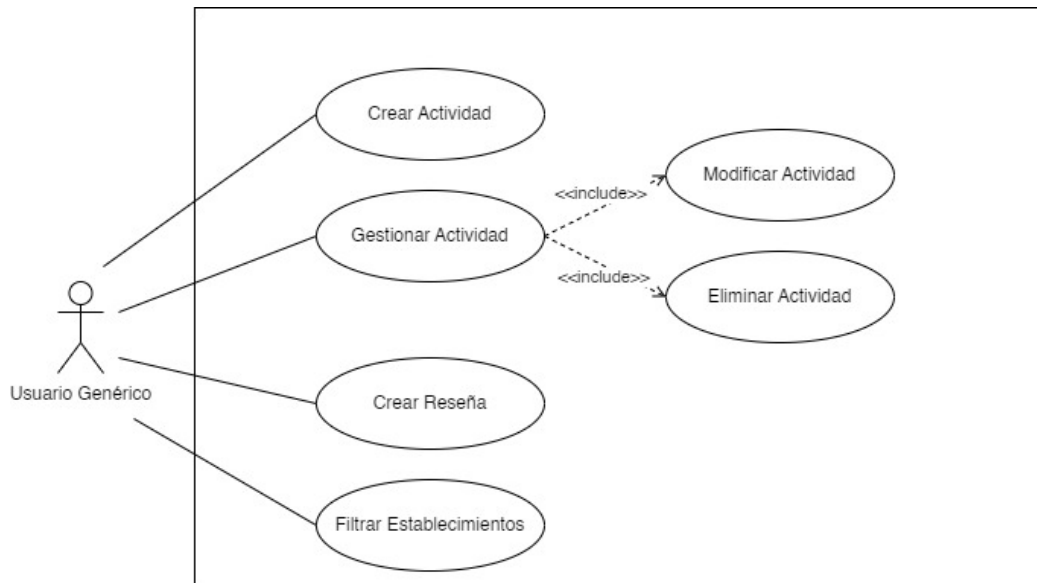 Crear Actividad
Modificar Actividad
<<include>>
Gestionar Actividad
<<include>>
Eliminar Actividad
Usuario Genérico
Crear Reseña
Filtrar Establecimientos